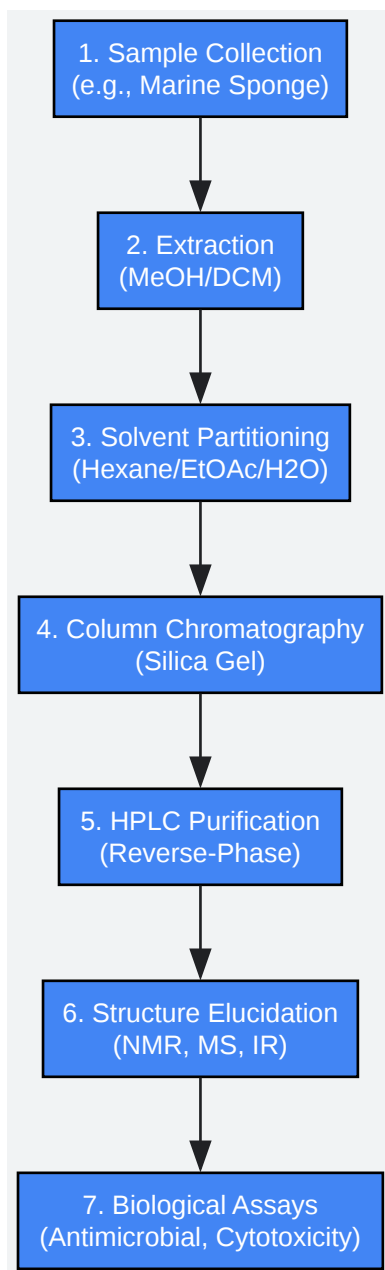 1. Sample Collection
(e.g., Marine Sponge)
2. Extraction
(MeOH/DCM)
3. Solvent Partitioning
(Hexane/EtOAc/H2O)
4. Column Chromatography
(Silica Gel)
5. HPLC Purification
(Reverse-Phase)
6. Structure Elucidation
(NMR, MS, IR)
7. Biological Assays
(Antimicrobial, Cytotoxicity)